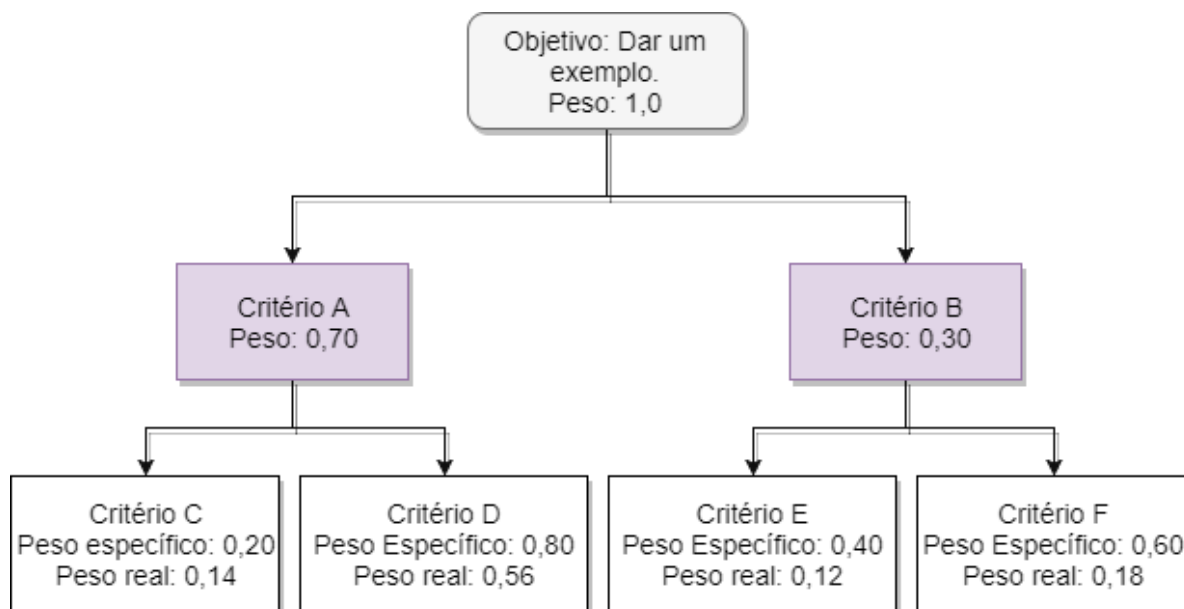 Objetivo: Dar um
exemplo.
Peso: 1,0
Critério A
Peso: 0,70
Critério B
Peso: 0,30
Critério C
Peso específico: 0,20
Peso real: 0,14
Critério D
Peso Específico: 0,80
Peso real: 0,56
Critério E
Peso Específico: 0,40
Peso real: 0,12
Critério F
Peso Específico: 0,60
Peso real: 0,18